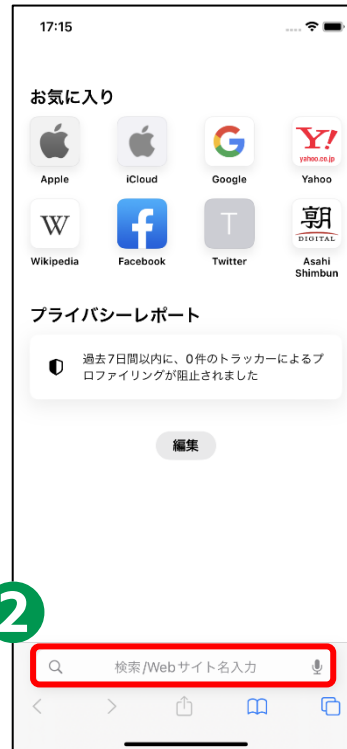 17:15
お気に入り
Y!
yahoo.co.jp
Apple
iCloud
Google
Yahoo
W
f
T
朝
DIGITAL
Wikipedia
Facebook
Twitter
Asahi
Shimbun
プライバシーレポート
過去7日間以内に、0件のトラッカーによるプ
ロファイリングが阻止されました
編集
2
検索/Webサイト名入力